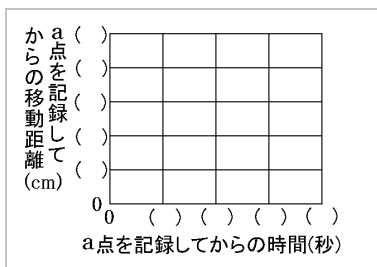 a点を記録して
からの移動距離
(cm)
(　)
(　)
(　)
(　)
(　)
0
0 (　) (　) (　) (　)
a点を記録してからの時間(秒)